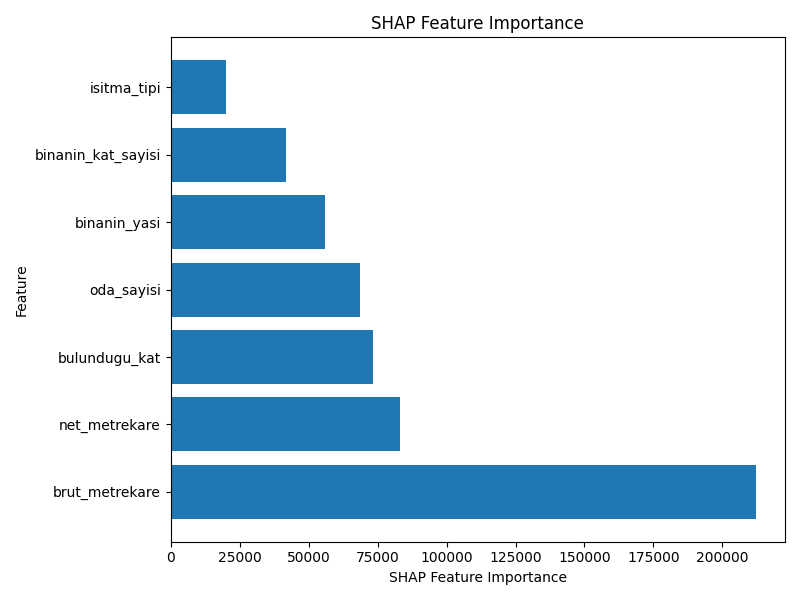 SHAP Feature Importance
isitma_tipi
binanin_kat_sayisi
binanin_yasi
oda_sayisi
bulundugu_kat
net_metrekare
brut_metrekare
Feature
0 25000 50000 75000 100000 125000 150000 175000 200000
SHAP Feature Importance